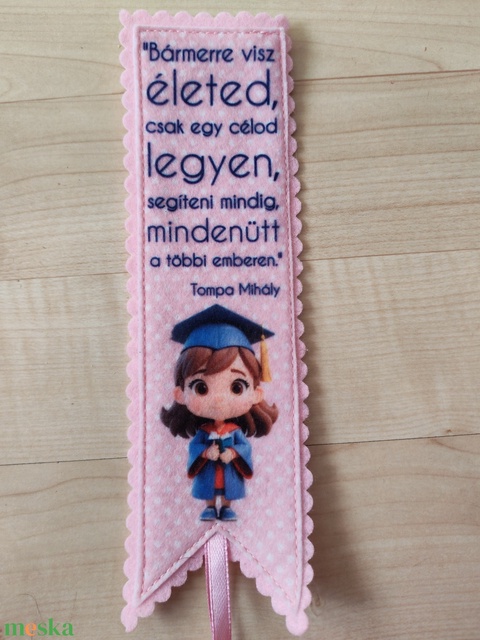 "Bármerre visz
életed,
csak egy célod
legyen,
segíteni mindig,
mindenütt
a többi emberen."
Tompa Mihály
meska